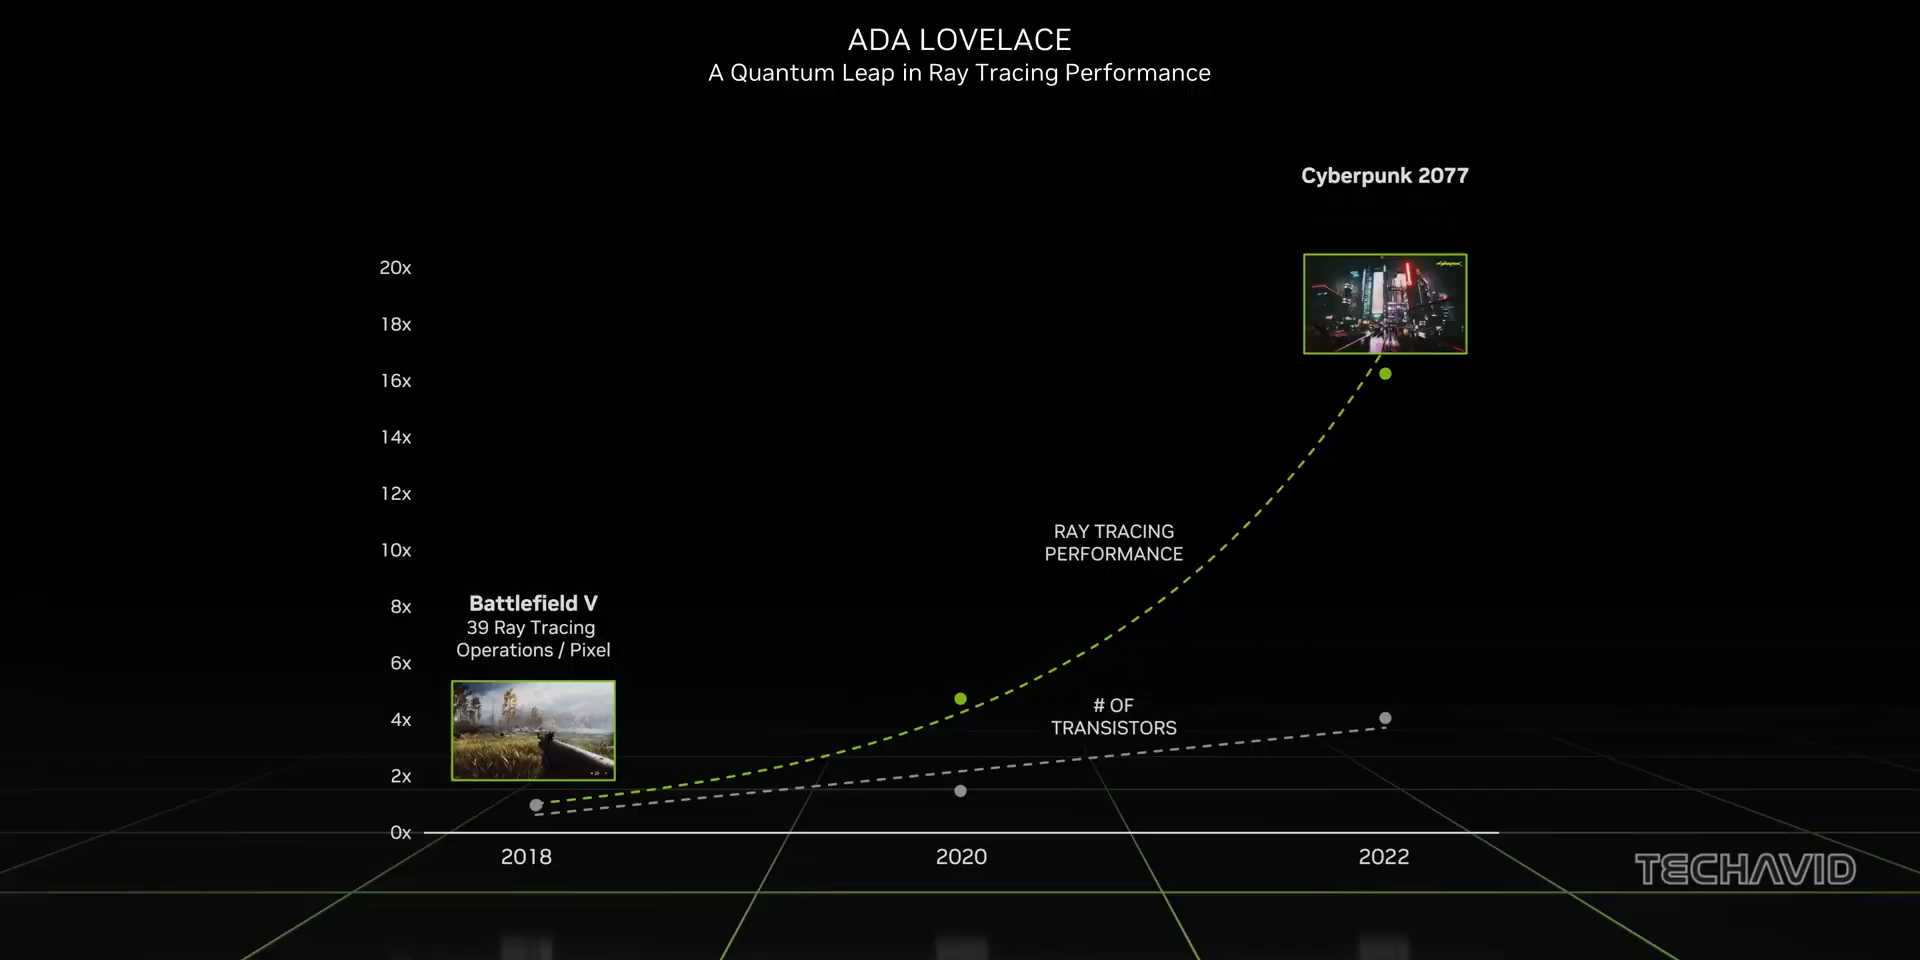 ADA LOVELACE
A Quantum Leap in Ray Tracing Performance
Cyberpunk 2077
20x
18x
16x
14x
12x
10x
8x
6x
4x
2x
0x
RAY TRACING
PERFORMANCE
Battlefield V
39 Ray Tracing
Operations / Pixel
# OF
TRANSISTORS
2018
2020
2022
TECHAVID